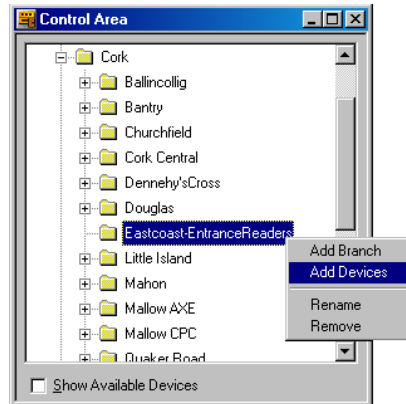 Control Area
Cork
Ballincollig
Bantry
Churchfield
Cork Central
Dennehy'sCross
Douglas
Eastcoast-EntranceReaders
Little Island
Mahon
Mallow AXE
Mallow CPC
Quaker Road
Add Branch
Add Devices
Rename
Remove
Show Available Devices